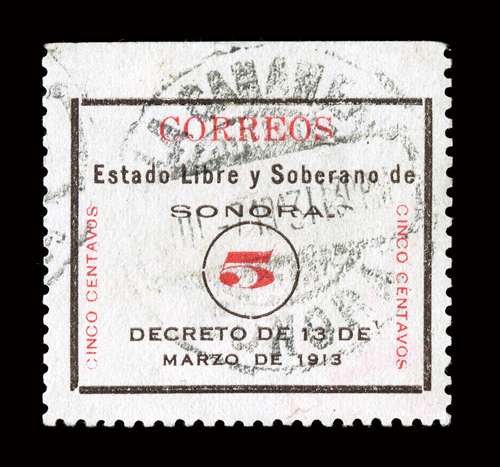 CORREOS
Estado Libre y Soberano de
SONORA.
CINCO CENTAVOS
5
CINCO CENTAVOS
DECRETO DE 13 DE
MARZO DE 1913